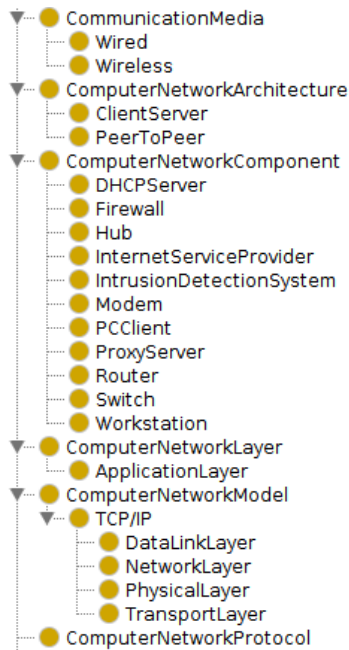 CommunicationMedia
Wired
Wireless
ComputerNetworkArchitecture
ClientServer
PeerToPeer
ComputerNetworkComponent
DHCPServer
Firewall
Hub
InternetServiceProvider
IntrusionDetectionSystem
Modem
PCClient
ProxyServer
Router
Switch
Workstation
ComputerNetworkLayer
ApplicationLayer
ComputerNetworkModel
TCP/IP
DataLinkLayer
NetworkLayer
PhysicalLayer
TransportLayer
ComputerNetworkProtocol